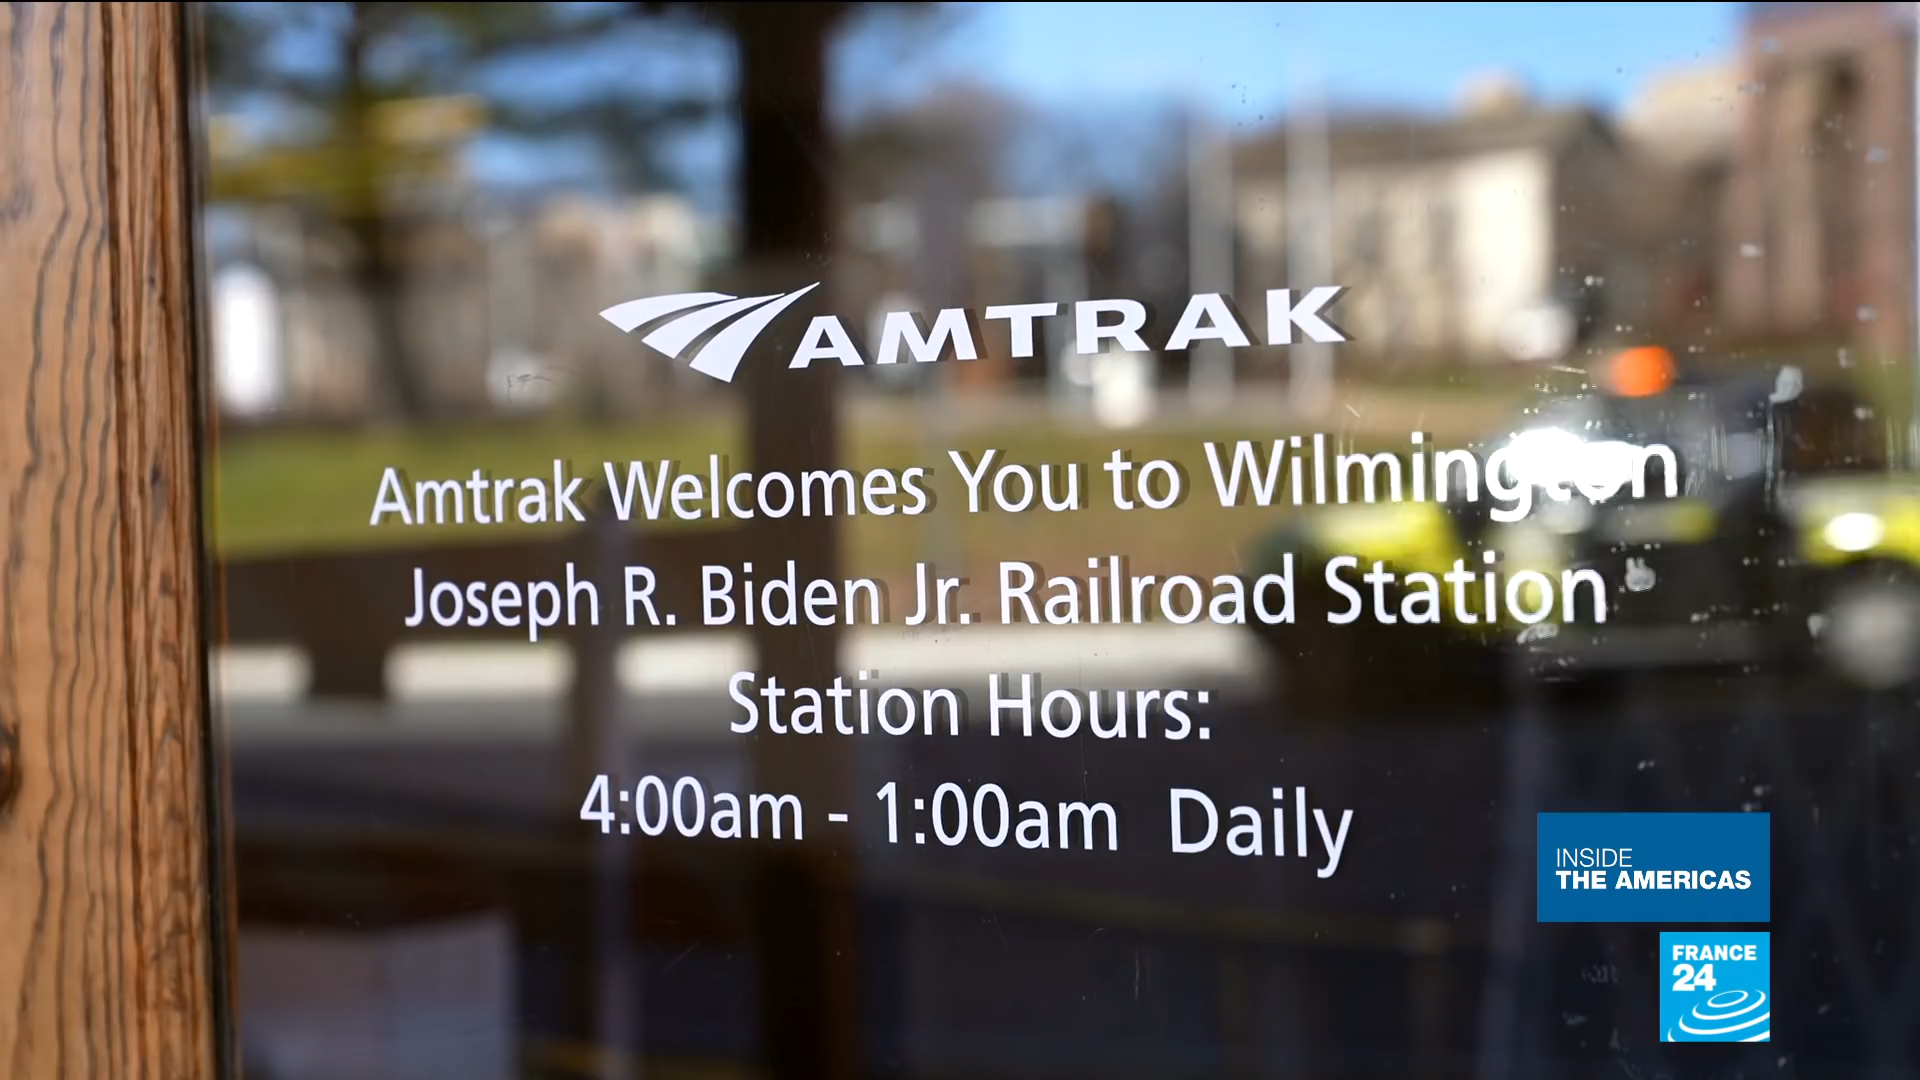 AMTRAK
Amtrak Welcomes You to Wilmington
Joseph R. Biden Jr. Railroad Station
Station Hours:
4:00am - 1:00am Daily
INSIDE
THE AMERICAS
FRANCE
24